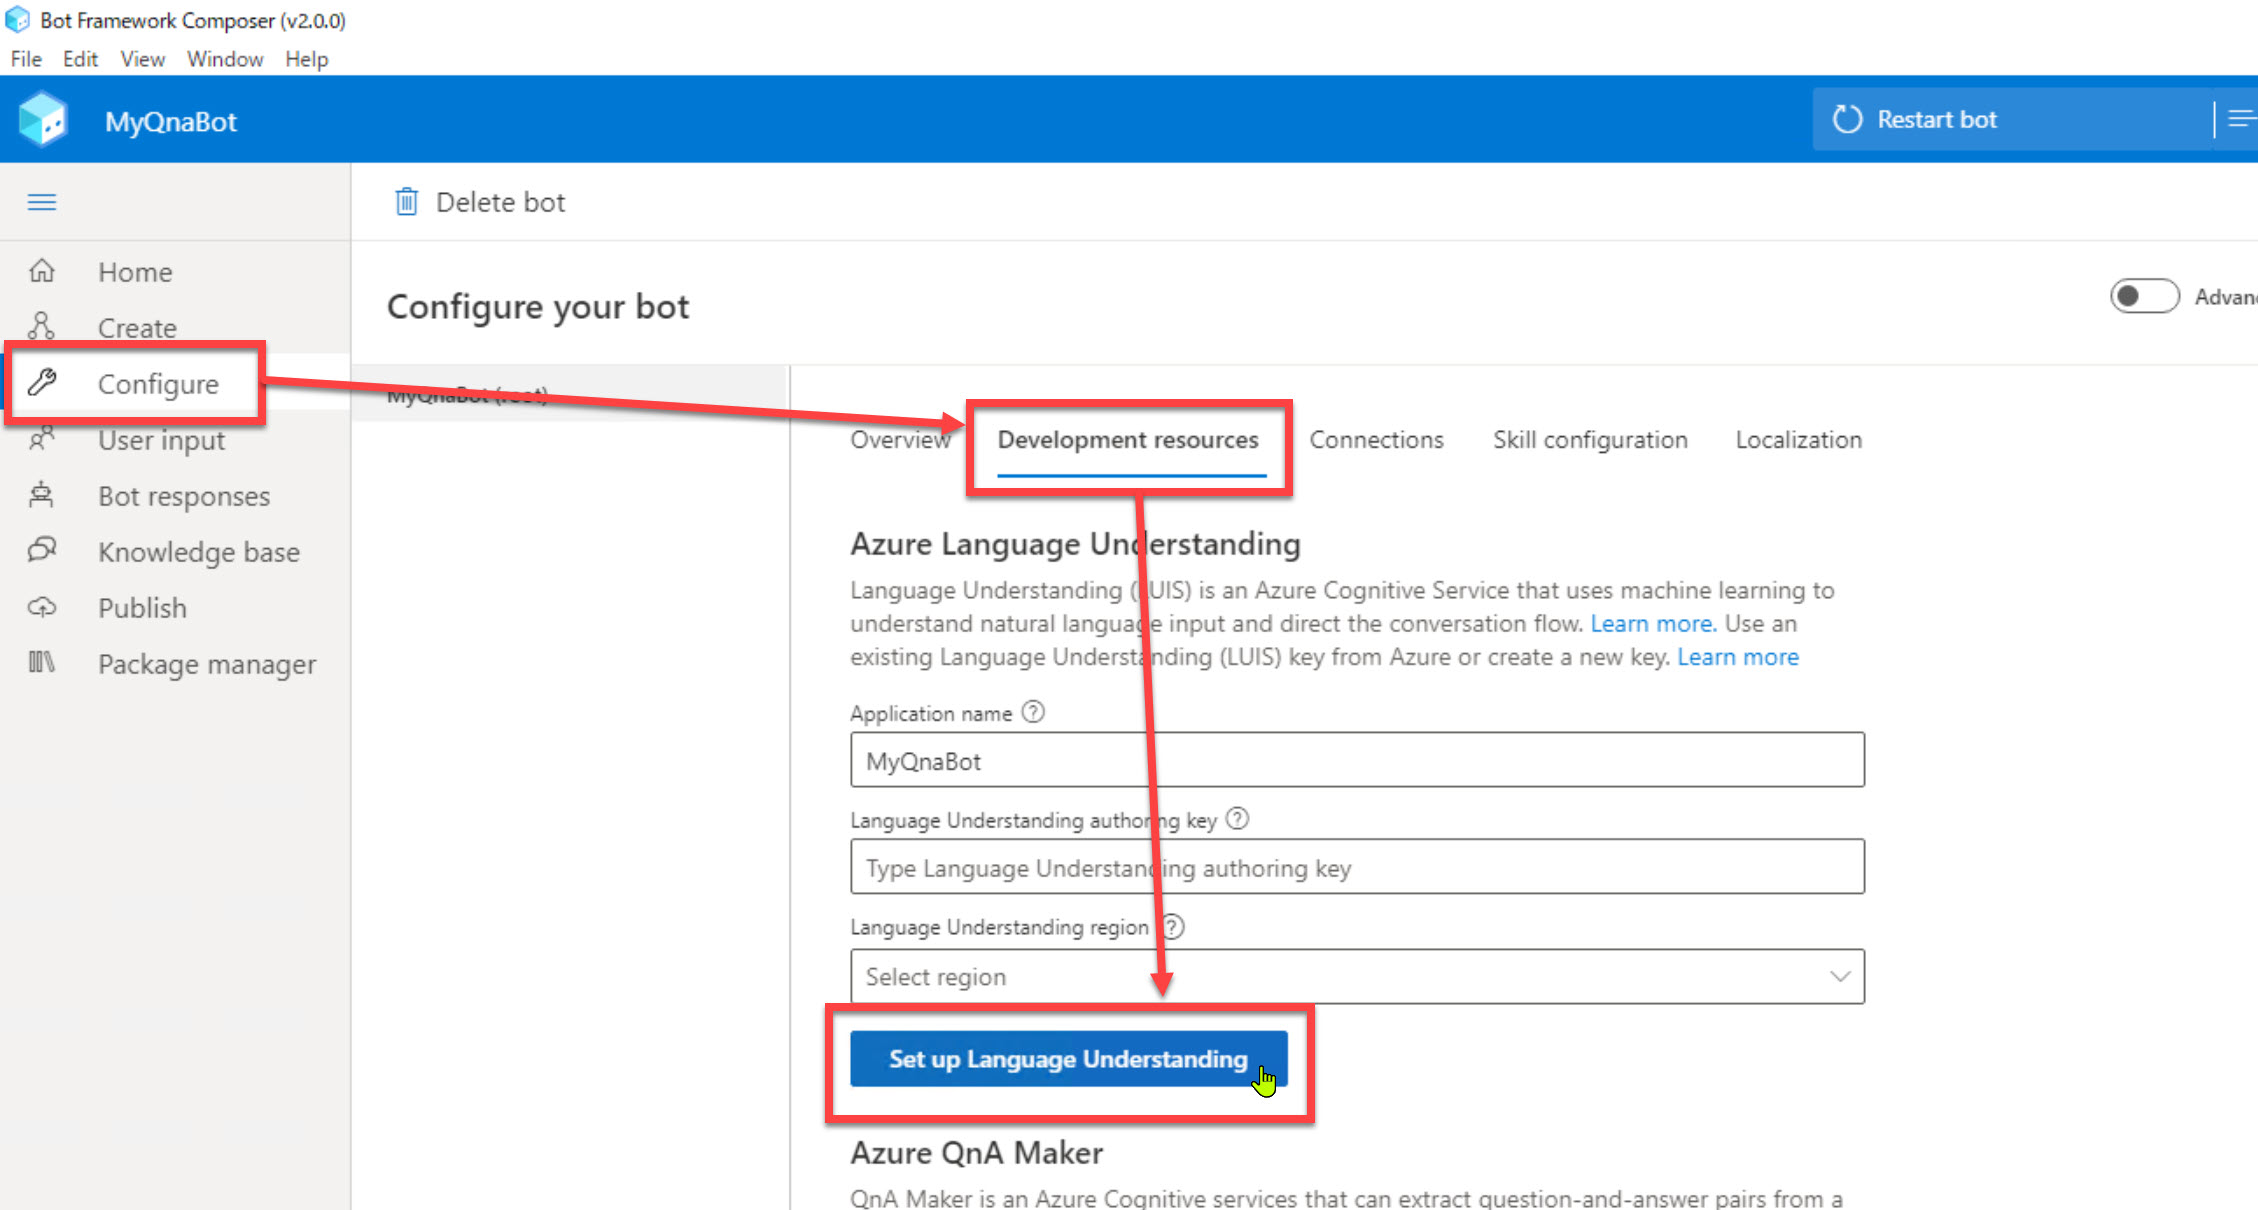 Bot Framework Composer (v2.0.0)
File Edit View Window Help
MyQnaBot
Restart bot
Delete bot
Home
Create
Configure
User input
Bot responses
Knowledge base
Publish
Package manager
Configure your bot
MyQnaBot (root)
Overview Development resources Connections Skill configuration Localization
Azure Language Understanding
Language Understanding (LUIS) is an Azure Cognitive Service that uses machine learning to
understand natural language input and direct the conversation flow. Learn more. Use an
existing Language Understanding (LUIS) key from Azure or create a new key. Learn more
Application name ?
MyQnaBot
Language Understanding authoring key ?
Type Language Understanding authoring key
Language Understanding region ?
Select region
Set up Language Understanding
Azure QnA Maker
QnA Maker is an Azure Cognitive services that can extract question-and-answer pairs from a